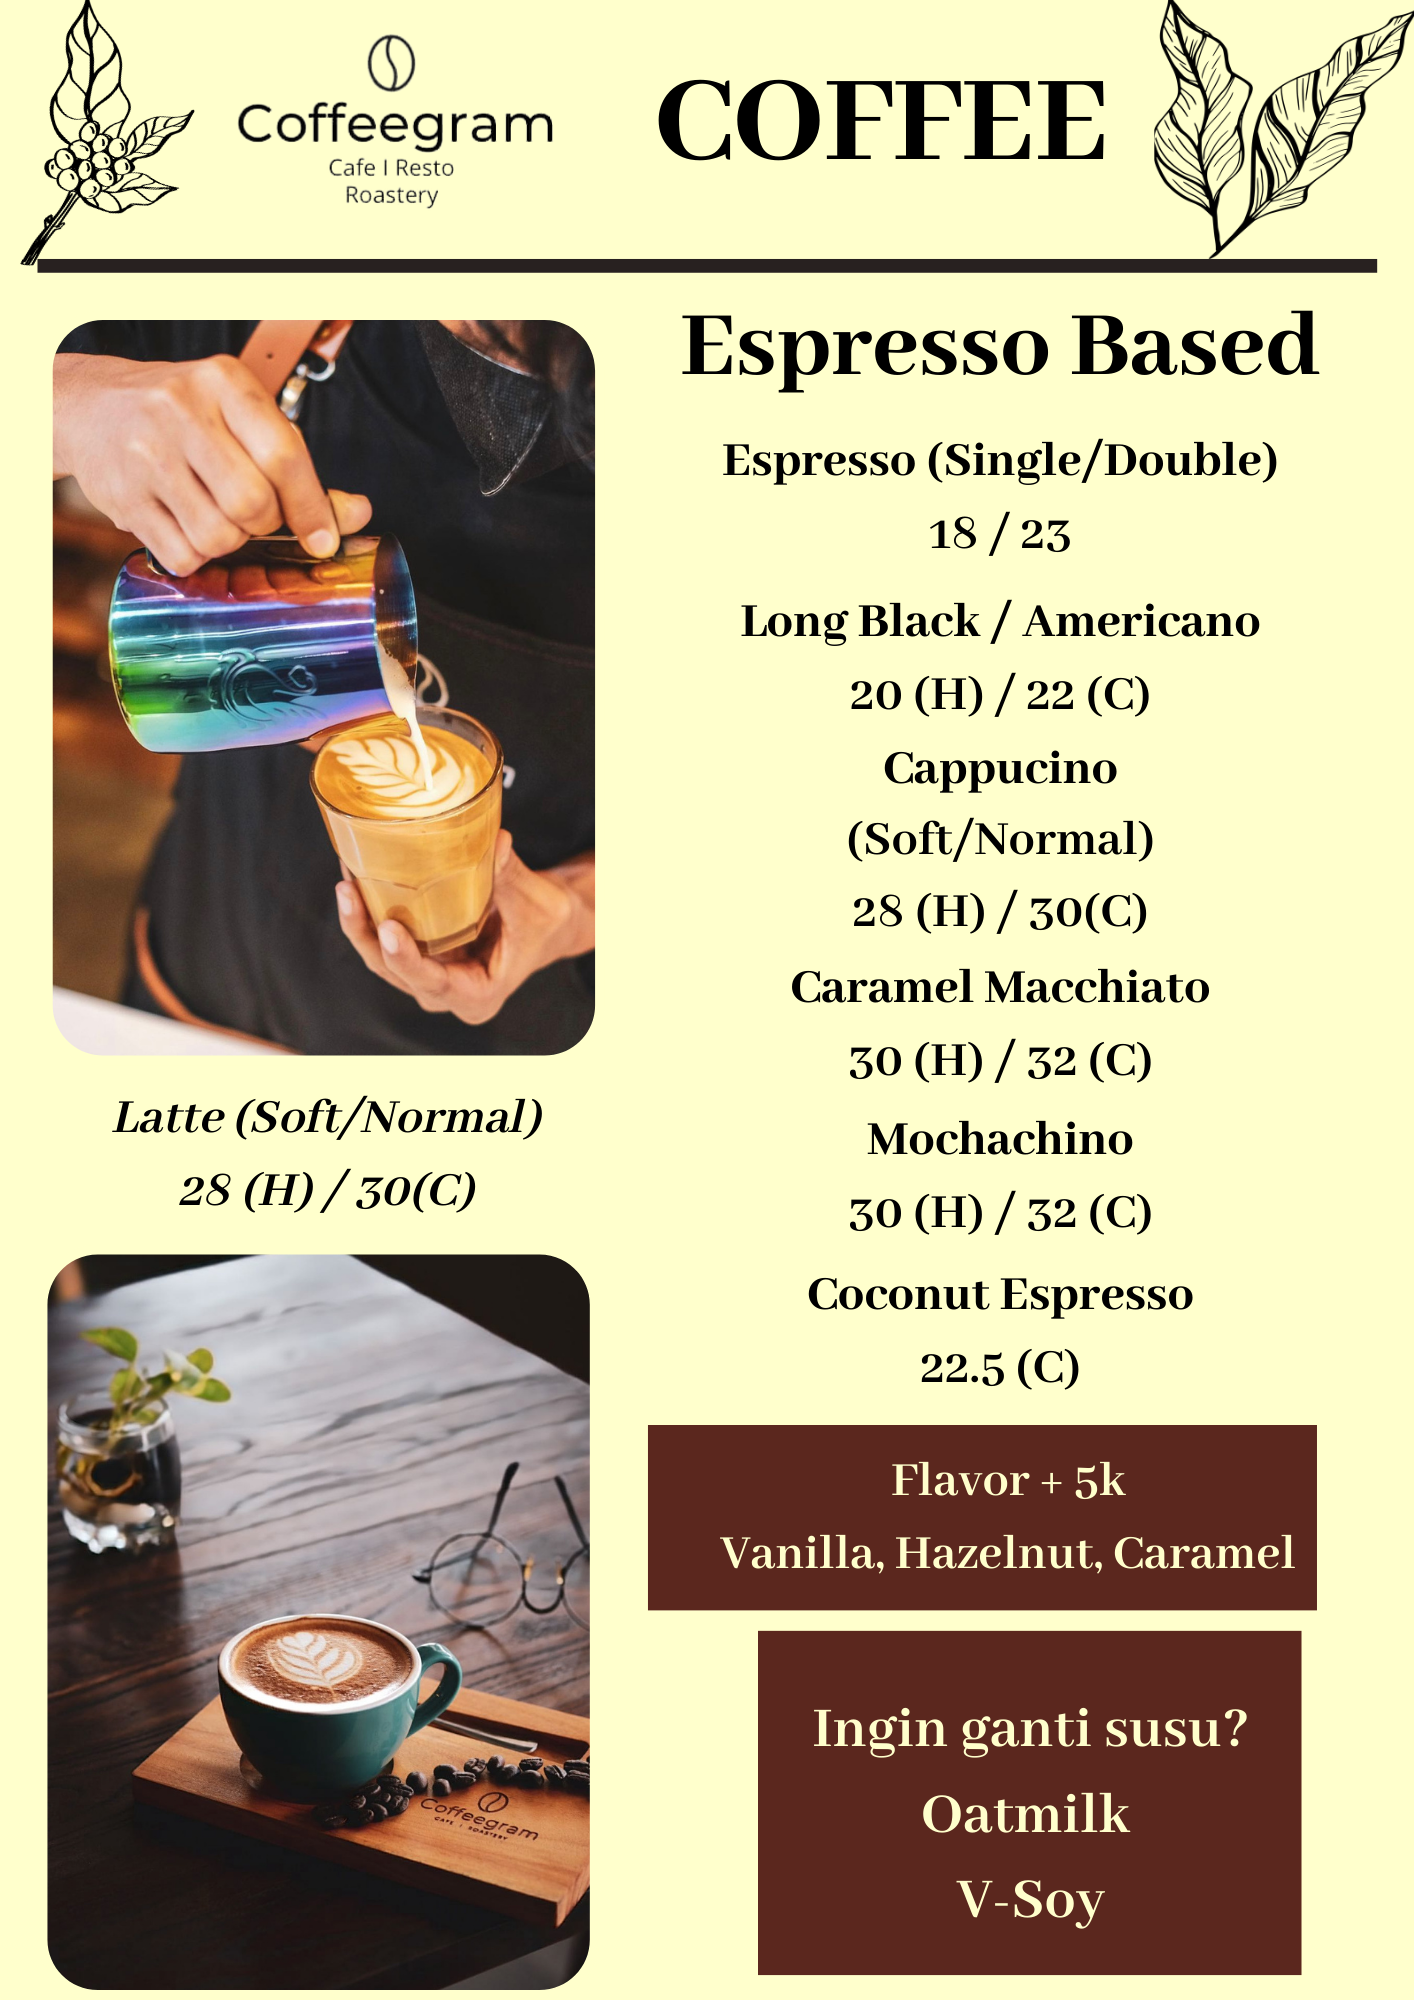 Coffeegram
Cafe I Resto
Roastery
COFFEE
Espresso Based
Espresso (Single/Double)
18 / 23
Long Black / Americano
20 (H) / 22 (C)
Cappucino
(Soft/Normal)
28 (H) / 30(C)
Caramel Macchiato
30 (H) / 32 (C)
Mochachino
30 (H) / 32 (C)
Coconut Espresso
22.5 (C)
Latte (Soft/Normal)
28 (H) / 30(C)
Coffeegram
CAFE | ROASTERY
Flavor + 5k
Vanilla, Hazelnut, Caramel
Ingin ganti susu?
Oatmilk
V-Soy